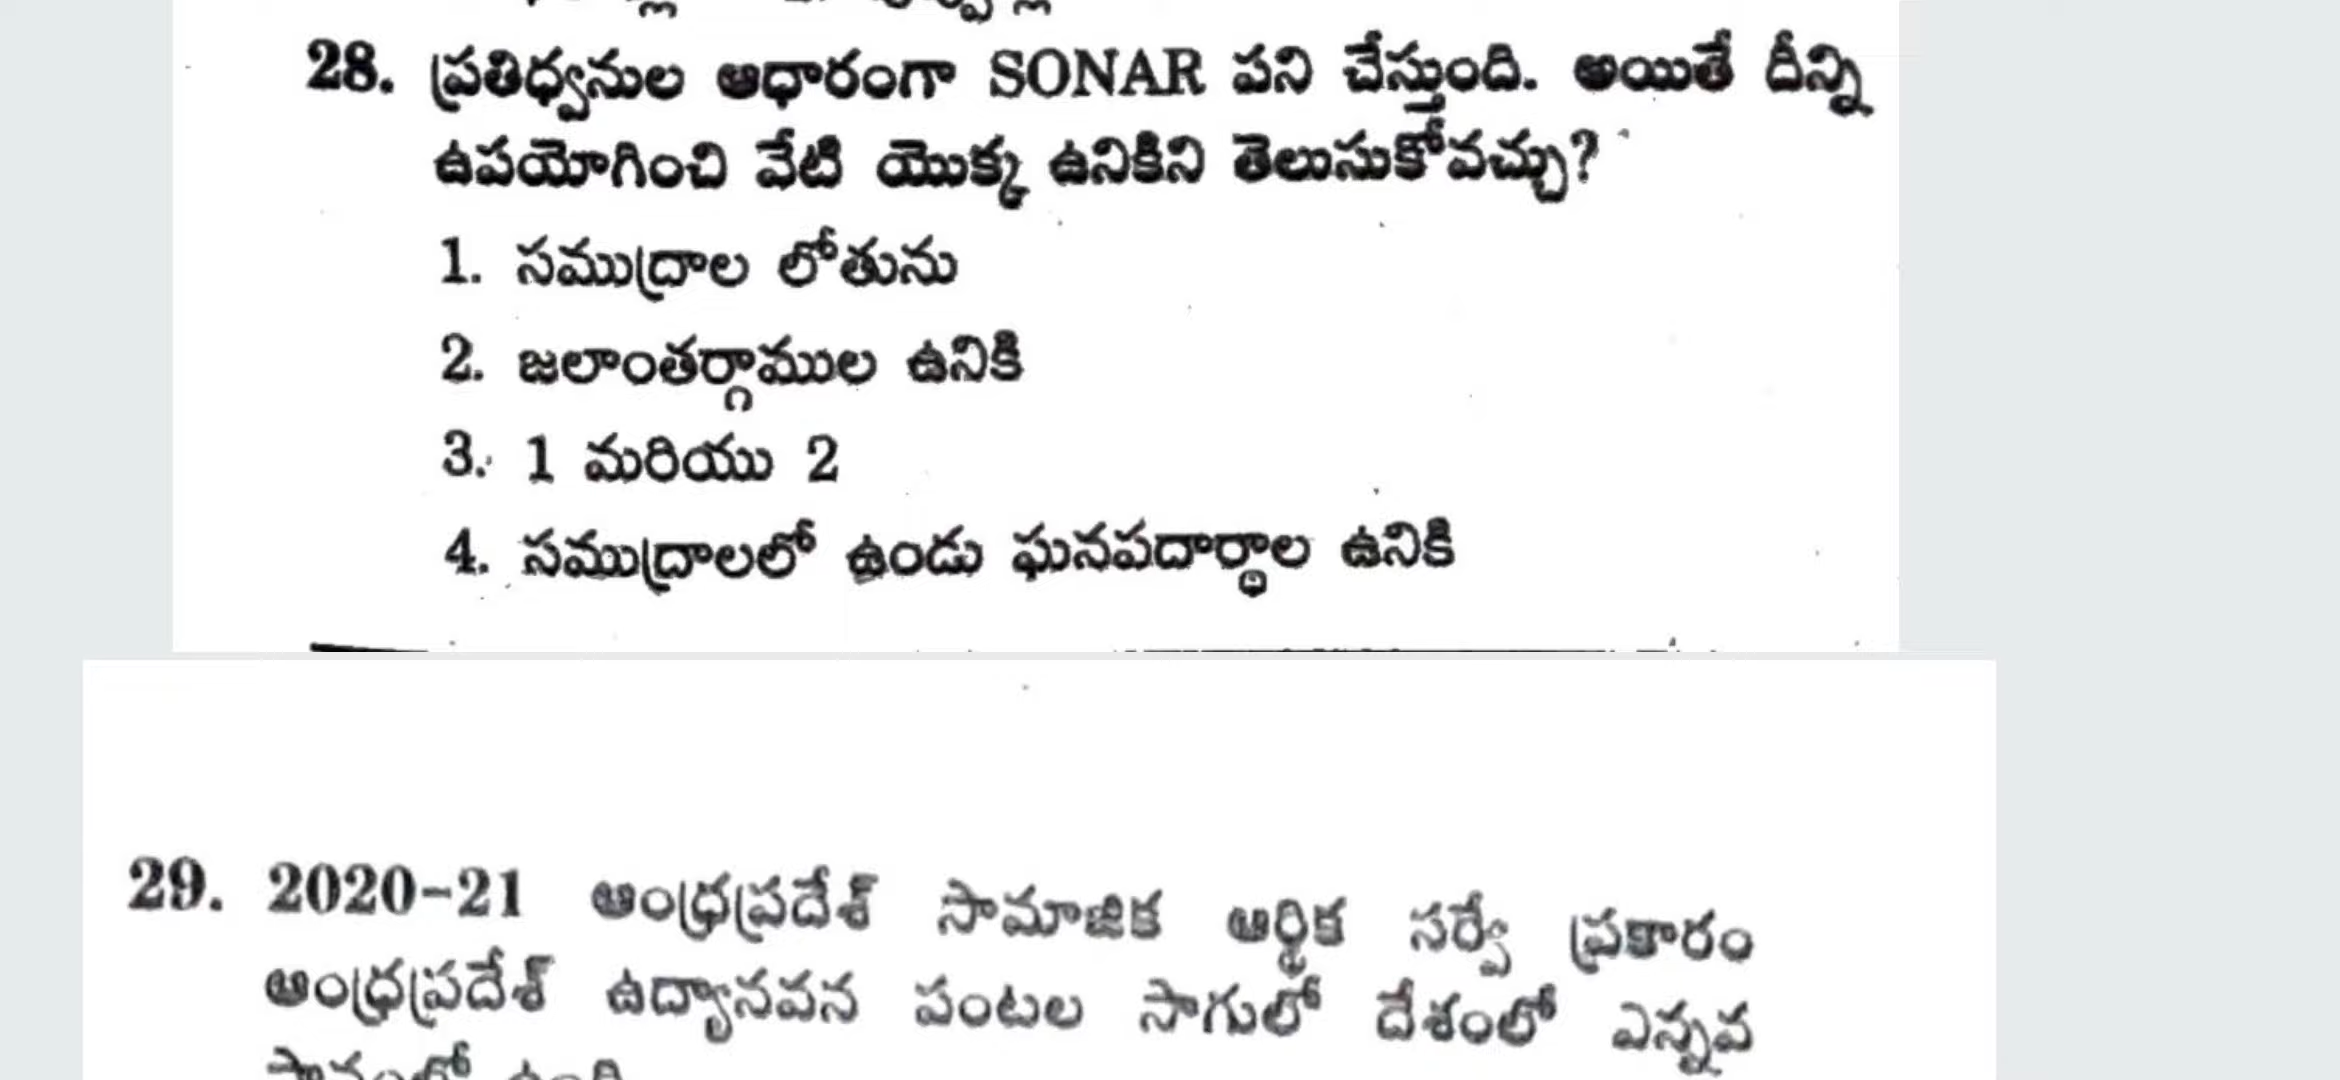 28. ప్రతిధ్వనుల ఆధారంగా SONAR పని చేస్తుంది. అయితే దీన్ని
ఉపయోగించి వేటి యొక్క ఉనికిని తెలుసుకోవచ్చు?
1. సముద్రాల లోతును
2. జలాంతర్గాముల ఉనికి
3. 1 మరియు 2
4. సముద్రాలలో ఉండు ఘనపదార్థాల ఉనికి
29. 2020-21 ఆంధ్రప్రదేశ్ సామాజిక ఆర్థిక సర్వే ప్రకారం
ఆంధ్రప్రదేశ్ ఉద్యానవన పంటల సాగులో దేశంలో ఎన్నవ